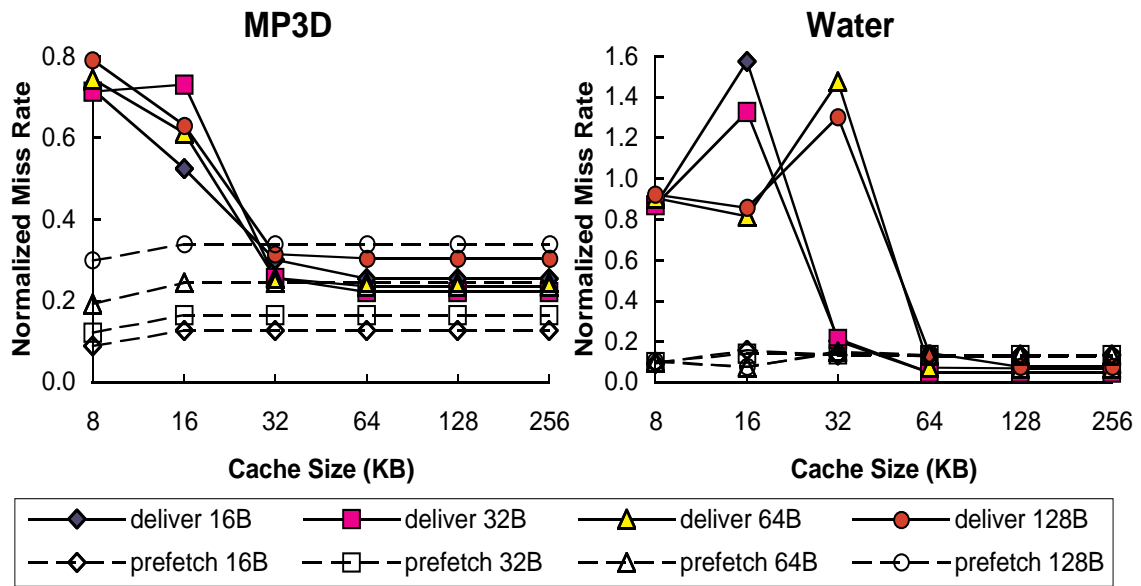 MP3D
Water
Normalized Miss Rate
0.8
0.6
0.4
0.2
0.0
8 16 32 64 128 256
Cache Size (KB)
Normalized Miss Rate
1.6
1.4
1.2
1.0
0.8
0.6
0.4
0.2
0.0
8 16 32 64 128 256
Cache Size (KB)
deliver 16B deliver 32B deliver 64B deliver 128B
prefetch 16B prefetch 32B prefetch 64B prefetch 128B